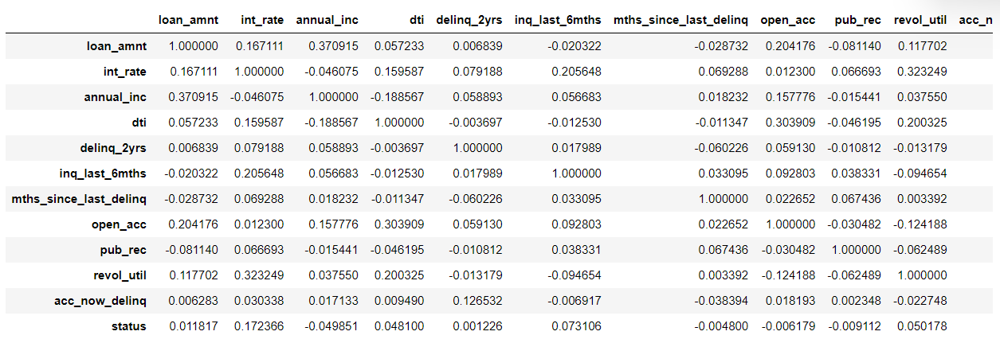 loan_amnt int_rate annual_inc dti delinq_2yrs inq_last_6mths mths_since_last_delinq open_acc pub_rec revol_util acc_n
loan_amnt 1.000000 0.167111 0.370915 0.057233 0.006839 -0.020322 -0.028732 0.204176 -0.081140 0.117702
int_rate 0.167111 1.000000 -0.046075 0.159587 0.079188 0.205648 0.069288 0.012300 0.066693 0.323249
annual_inc 0.370915 -0.046075 1.000000 -0.188567 0.058893 0.056683 0.018232 0.157776 -0.015441 0.037550
dti 0.057233 0.159587 -0.188567 1.000000 -0.003697 -0.012530 -0.011347 0.303909 -0.046195 0.200325
delinq_2yrs 0.006839 0.079188 0.058893 -0.003697 1.000000 0.017989 -0.060226 0.059130 -0.010812 -0.013179
inq_last_6mths -0.020322 0.205648 0.056683 -0.012530 0.017989 1.000000 0.033095 0.092803 0.038331 -0.094654
mths_since_last_delinq -0.028732 0.069288 0.018232 -0.011347 -0.060226 0.033095 1.000000 0.022652 0.067436 0.003392
open_acc 0.204176 0.012300 0.157776 0.303909 0.059130 0.092803 0.022652 1.000000 -0.030482 -0.124188
pub_rec -0.081140 0.066693 -0.015441 -0.046195 -0.010812 0.038331 0.067436 -0.030482 1.000000 -0.062489
revol_util 0.117702 0.323249 0.037550 0.200325 -0.013179 -0.094654 0.003392 -0.124188 -0.062489 1.000000
acc_now_delinq 0.006283 0.030338 0.017133 0.009490 0.126532 -0.006917 -0.038394 0.018193 0.002348 -0.022748
status 0.011817 0.172366 -0.049851 0.048100 0.001226 0.073106 -0.004800 -0.006179 -0.009112 0.050178